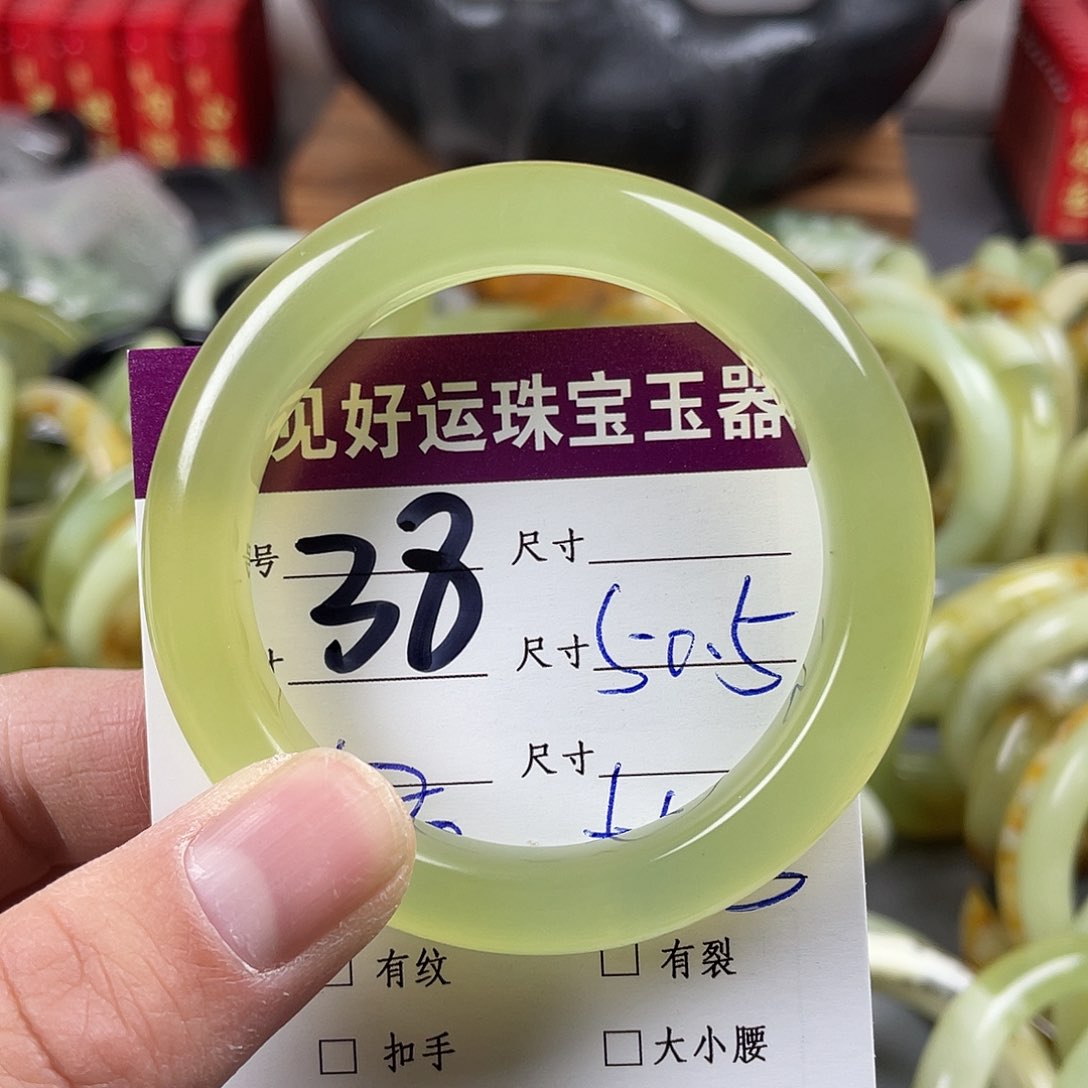 见好运珠宝玉器
号 38 尺寸
尺寸 50.5
尺寸
有纹 有裂
扣手 大小腰